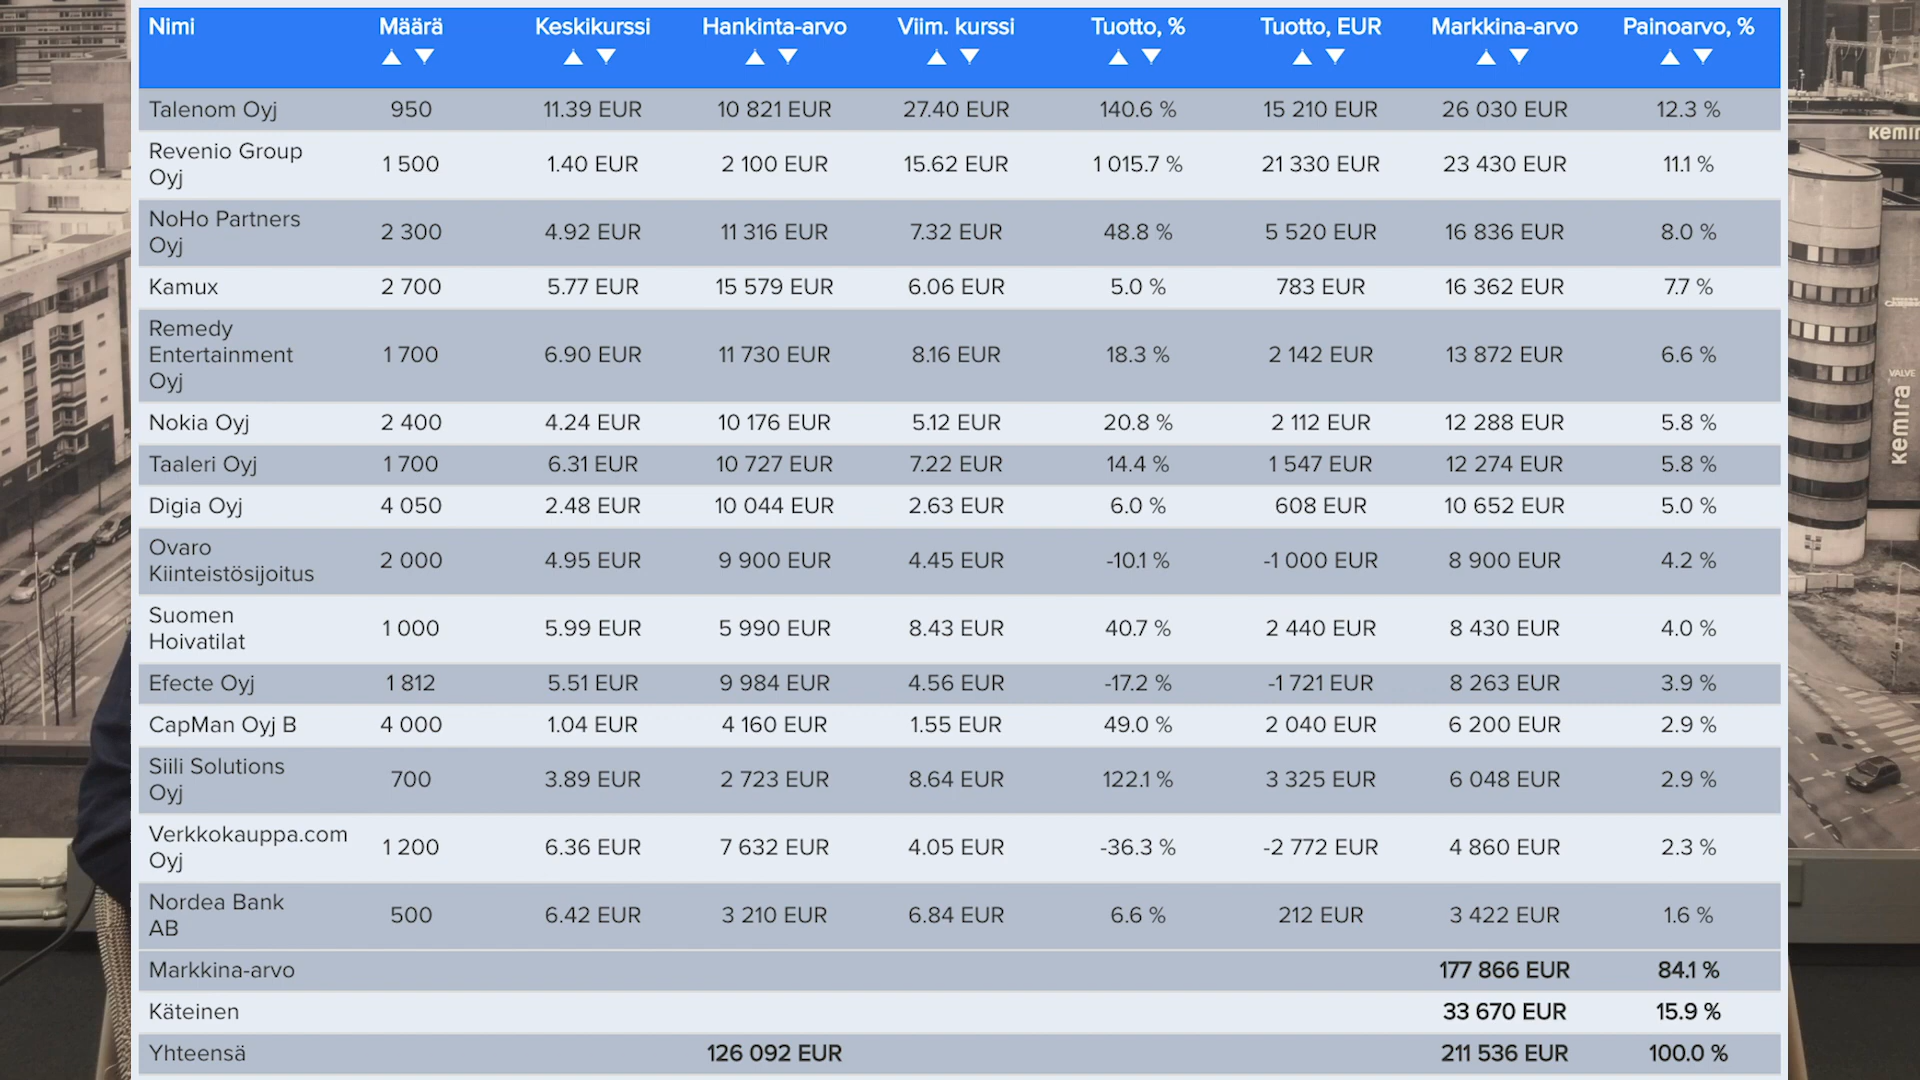 Nimi Määrä Keskikurssi Hankinta-arvo Viim. kurssi Tuotto, % Tuotto, EUR Markkina-arvo Painoarvo, %
Talenom Oyj 950 11.39 EUR 10 821 EUR 27.40 EUR 140.6 % 15 210 EUR 26 030 EUR 12.3 %
Revenio Group
Oyj 1 500 1.40 EUR 2 100 EUR 15.62 EUR 1 015.7 % 21 330 EUR 23 430 EUR 11.1 %
NoHo Partners
Oyj 2 300 4.92 EUR 11 316 EUR 7.32 EUR 48.8 % 5 520 EUR 16 836 EUR 8.0 %
Kamux 2 700 5.77 EUR 15 579 EUR 6.06 EUR 5.0 % 783 EUR 16 362 EUR 7.7 %
Remedy
Entertainment 1 700 6.90 EUR 11 730 EUR 8.16 EUR 18.3 % 2 142 EUR 13 872 EUR 6.6 %
Oyj
Nokia Oyj 2 400 4.24 EUR 10 176 EUR 5.12 EUR 20.8 % 2 112 EUR 12 288 EUR 5.8 %
Taaleri Oyj 1 700 6.31 EUR 10 727 EUR 7.22 EUR 14.4 % 1 547 EUR 12 274 EUR 5.8 %
Digia Oyj 4 050 2.48 EUR 10 044 EUR 2.63 EUR 6.0 % 608 EUR 10 652 EUR 5.0 %
Ovaro
Kiinteistösijoitus 2 000 4.95 EUR 9 900 EUR 4.45 EUR -10.1 % -1 000 EUR 8 900 EUR 4.2 %
Suomen
Hoivatilat 1 000 5.99 EUR 5 990 EUR 8.43 EUR 40.7 % 2 440 EUR 8 430 EUR 4.0 %
Efecte Oyj 1 812 5.51 EUR 9 984 EUR 4.56 EUR -17.2 % -1 721 EUR 8 263 EUR 3.9 %
CapMan Oyj B 4 000 1.04 EUR 4 160 EUR 1.55 EUR 49.0 % 2 040 EUR 6 200 EUR 2.9 %
Siili Solutions
Oyj 700 3.89 EUR 2 723 EUR 8.64 EUR 122.1 % 3 325 EUR 6 048 EUR 2.9 %
Verkkokauppa.com
Oyj 1 200 6.36 EUR 7 632 EUR 4.05 EUR -36.3 % -2 772 EUR 4 860 EUR 2.3 %
Nordea Bank
AB 500 6.42 EUR 3 210 EUR 6.84 EUR 6.6 % 212 EUR 3 422 EUR 1.6 %
Markkina-arvo 177 866 EUR 84.1 %
Käteinen 33 670 EUR 15.9 %
Yhteensä 126 092 EUR 211 536 EUR 100.0 %
VALVE
kemira